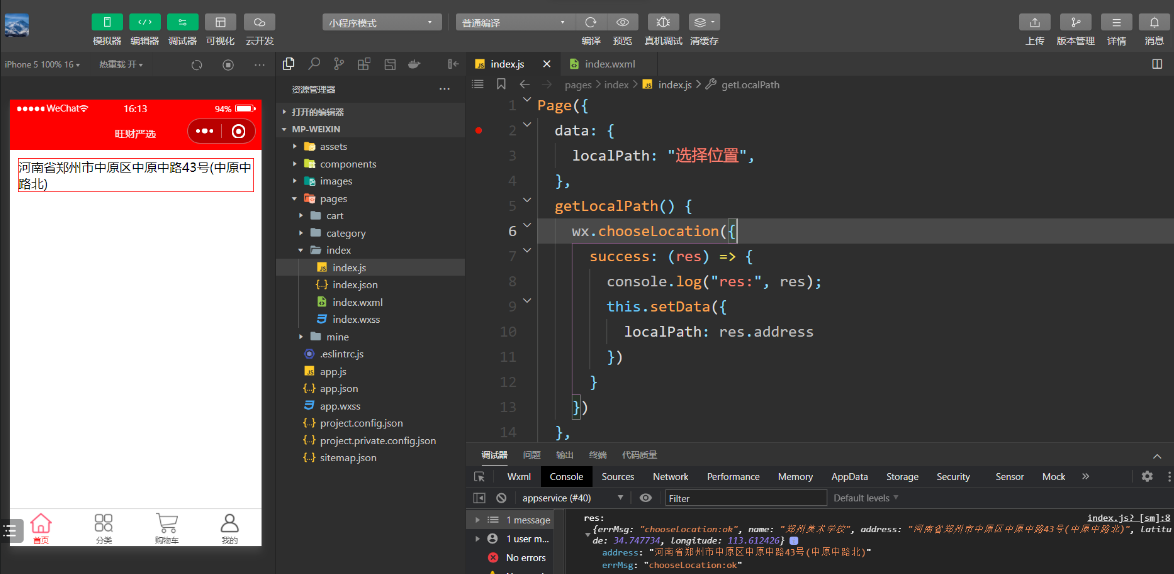 小程序模式
普通编译
模拟器 编辑器 调试器 可视化 云开发
编译 预览 真机调试 清缓存
上传 版本管理 详情 消息
iPhone 5 100% 16
热重载 开
WeChat
16:13
94%
旺财严选
河南省郑州市中原区中原中路43号(中原中
路北)
首页
分类
购物车
我的
资源管理器
打开的编辑器
MP-WEIXIN
assets
components
images
pages
cart
category
index
index.js
index.json
index.wxml
index.wxss
mine
.eslintrc.js
app.js
app.json
app.wxss
project.config.json
project.private.config.json
sitemap.json
index.js
index.wxml
pages > index > index.js > getLocalPath
1 Page({
2 data: {
3 localPath: "选择位置",
4 },
5 getLocalPath() {
6 wx.chooseLocation({
7 success: (res) => {
8 console.log("res:", res);
9 this.setData({
10 localPath: res.address
11 })
12 }
13 })
14 },
调试器 问题 输出 终端 代码质量
Wxml Console Sources Network Performance Memory AppData Storage Security Sensor Mock
appservice (#40)
Filter
Default levels
1 message
1 user m...
No errors
res:
index.js? [sm]:8
{errMsg: "chooseLocation:ok", name: "郑州美术学校", address: "河南省郑州市中原区中原中路43号(中原中路北)", latitu
de: 34.747734, longitude: 113.612426}
address: "河南省郑州市中原区中原中路43号(中原中路北)"
errMsg: "chooseLocation:ok"